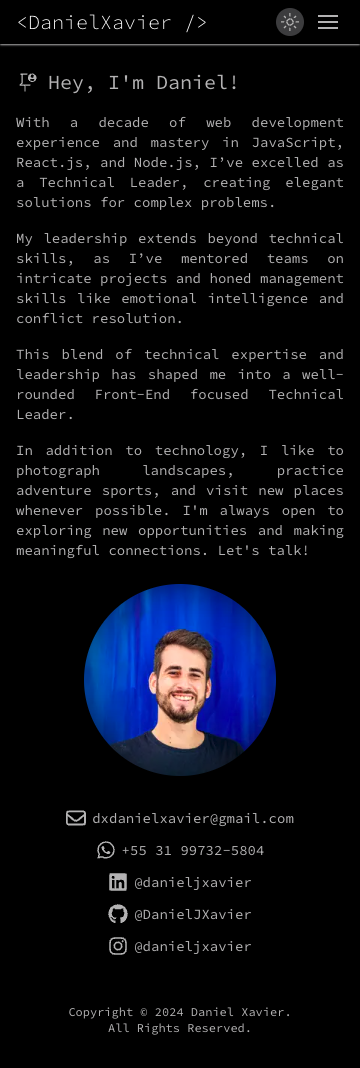 <DanielXavier />
Hey, I'm Daniel!
With a decade of web development
experience and mastery in JavaScript,
React.js, and Node.js, I’ve excelled as
a Technical Leader, creating elegant
solutions for complex problems.
My leadership extends beyond technical
skills, as I’ve mentored teams on
intricate projects and honed management
skills like emotional intelligence and
conflict resolution.
This blend of technical expertise and
leadership has shaped me into a well-
rounded Front-End focused Technical
Leader.
In addition to technology, I like to
photograph landscapes, practice
adventure sports, and visit new places
whenever possible. I'm always open to
exploring new opportunities and making
meaningful connections. Let's talk!
dxdanielxavier@gmail.com
+55 31 99732-5804
@danieljxavier
@DanielJXavier
@danieljxavier
Copyright © 2024 Daniel Xavier.
All Rights Reserved.